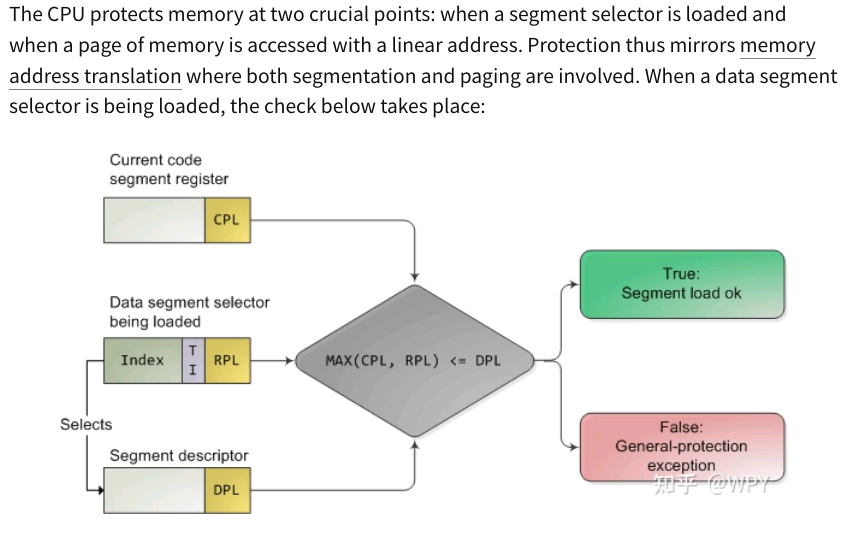 The CPU protects memory at two crucial points: when a segment selector is loaded and
when a page of memory is accessed with a linear address. Protection thus mirrors memory
address translation where both segmentation and paging are involved. When a data segment
selector is being loaded, the check below takes place:
Current code
segment register
CPL
Data segment selector
being loaded
Index
T
I
RPL
MAX(CPL, RPL) <= DPL
True:
Segment load ok
Selects
Segment descriptor
DPL
False:
General-protection
exception
知乎 @WPY